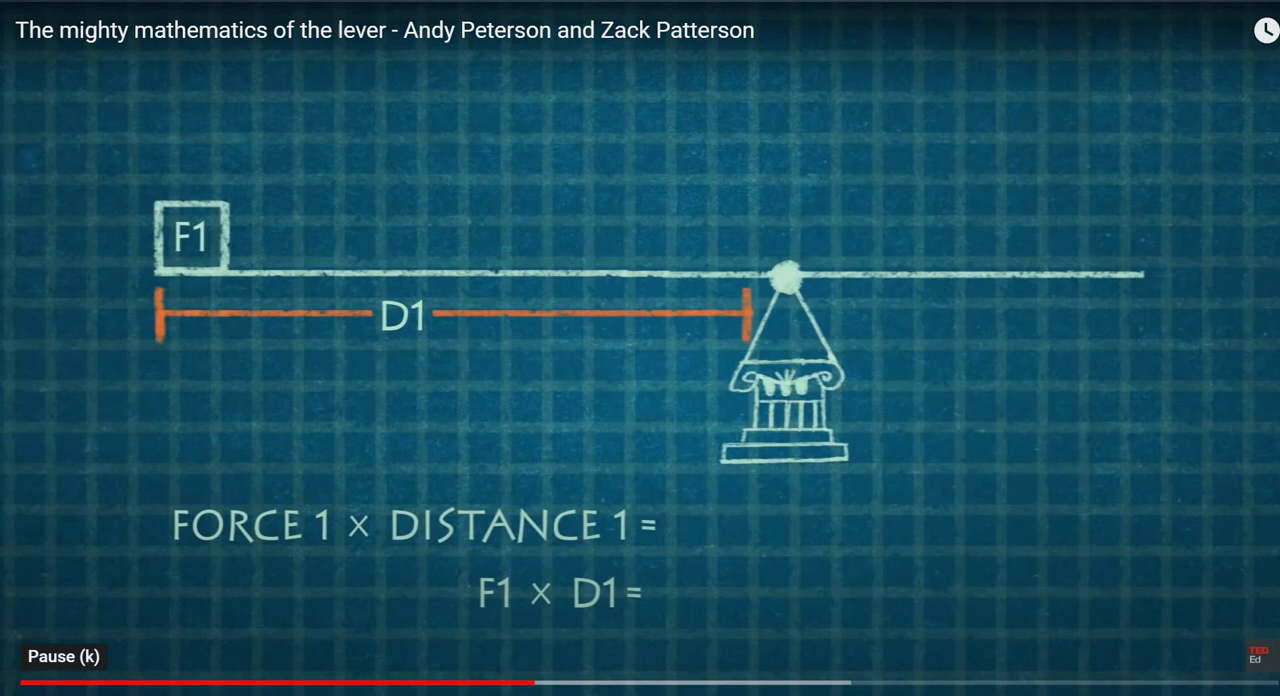 The mighty mathematics of the lever - Andy Peterson and Zack Patterson
F1
D1
FORCE 1 × DISTANCE 1 =
F1 × D1 =
Pause (k)
TED
Ed